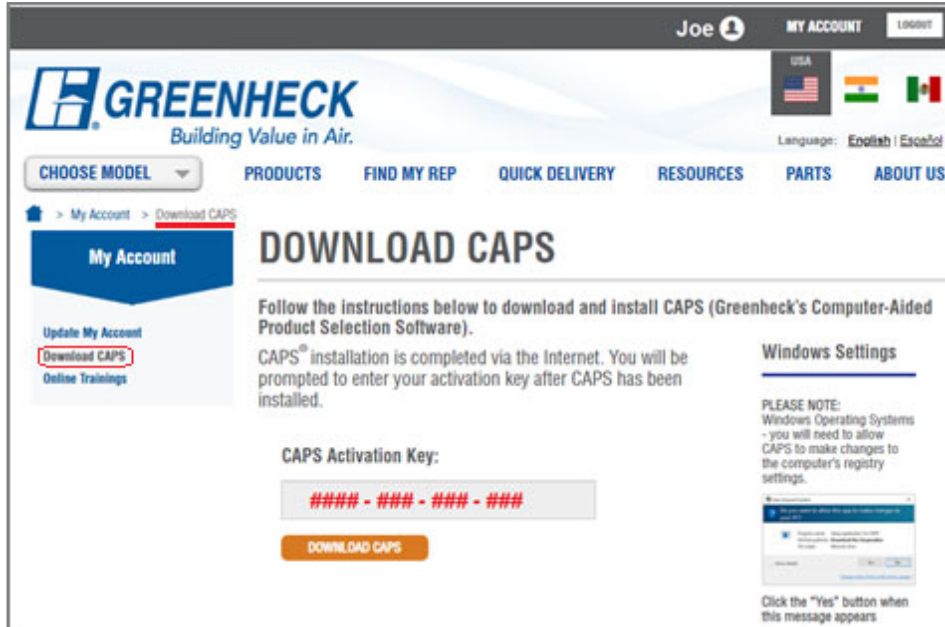 Joe MY ACCOUNT LOGOUT
USA
GREENHECK
Building Value in Air.
Language: English | Español
CHOOSE MODEL PRODUCTS FIND MY REP QUICK DELIVERY RESOURCES PARTS ABOUT US
> My Account > Download CAPS
My Account
Update My Account
Download CAPS
Online Trainings
DOWNLOAD CAPS
Follow the instructions below to download and install CAPS (Greenheck's Computer-Aided
Product Selection Software).
CAPS® installation is completed via the Internet. You will be
prompted to enter your activation key after CAPS has been
installed.
CAPS Activation Key:
#### - ### - ### - ###
DOWNLOAD CAPS
Windows Settings
PLEASE NOTE:
Windows Operating Systems
- you will need to allow
CAPS to make changes to
the computer's registry
settings.
Click the "Yes" button when
this message appears